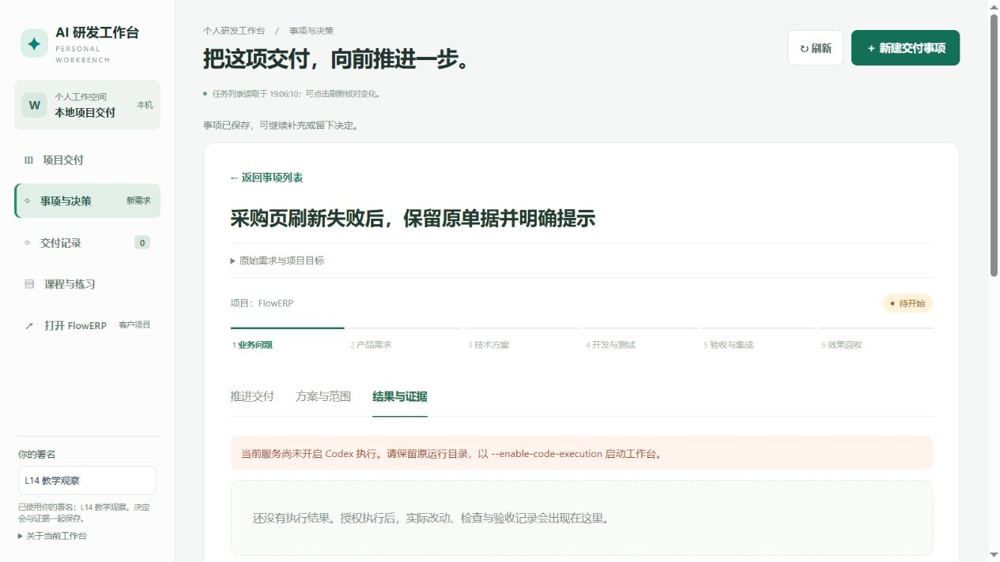 AI 研发工作台
PERSONAL
WORKBENCH
W
个人工作空间
本地项目交付
本机
项目交付
事项与决策
新需求
交付记录
0
课程与练习
打开 FlowERP
客户项目
你的署名
L14 教学观察
已使用你的署名：L14 教学观察。决定
会与证据一起保存。
▶ 关于当前工作台
个人研发工作台 / 事项与决策
把这项交付，向前推进一步。
任务列表读取于 19:06:10；可点击刷新核对变化。
↻ 刷新
+ 新建交付事项
事项已保存，可继续补充或留下决定。
← 返回事项列表
采购页刷新失败后，保留原单据并明确提示
▶ 原始需求与项目目标
项目：FlowERP
待开始
1 业务问题
2 产品需求
3 技术方案
4 开发与测试
5 验收与集成
6 效果回收
推进交付
方案与范围
结果与证据
当前服务尚未开启 Codex 执行。请保留原运行目录，以 --enable-code-execution 启动工作台。
还没有执行结果。授权执行后，实际改动、检查与验收记录会出现在这里。